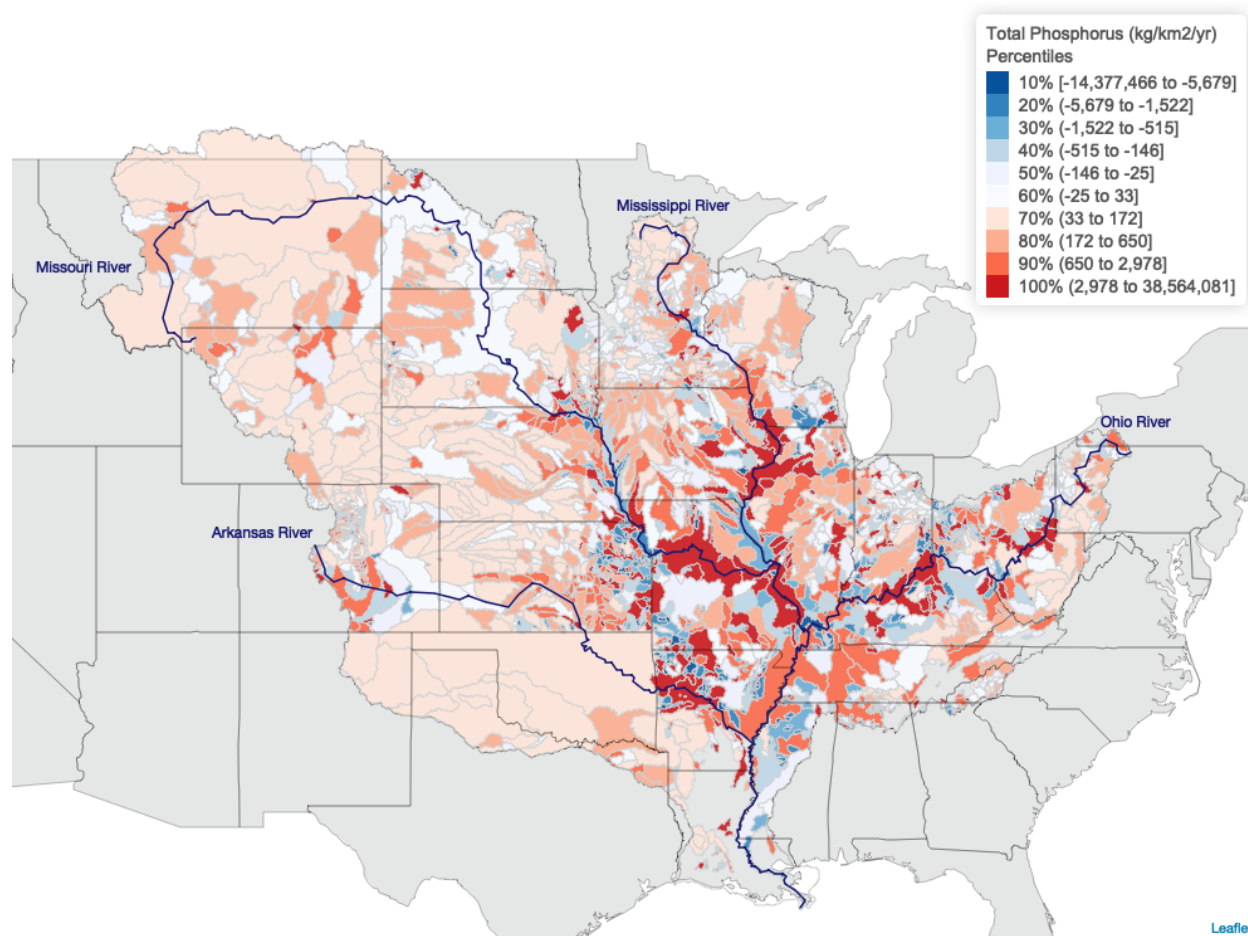 Total Phosphorus (kg/km2/yr)
Percentiles
10% [-14,377,466 to -5,679]
20% (-5,679 to -1,522]
30% (-1,522 to -515]
40% (-515 to -146]
50% (-146 to -25]
60% (-25 to 33]
70% (33 to 172]
80% (172 to 650]
90% (650 to 2,978]
100% (2,978 to 38,564,081]
Mississippi River
Missouri River
Ohio River
Arkansas River
Leafle